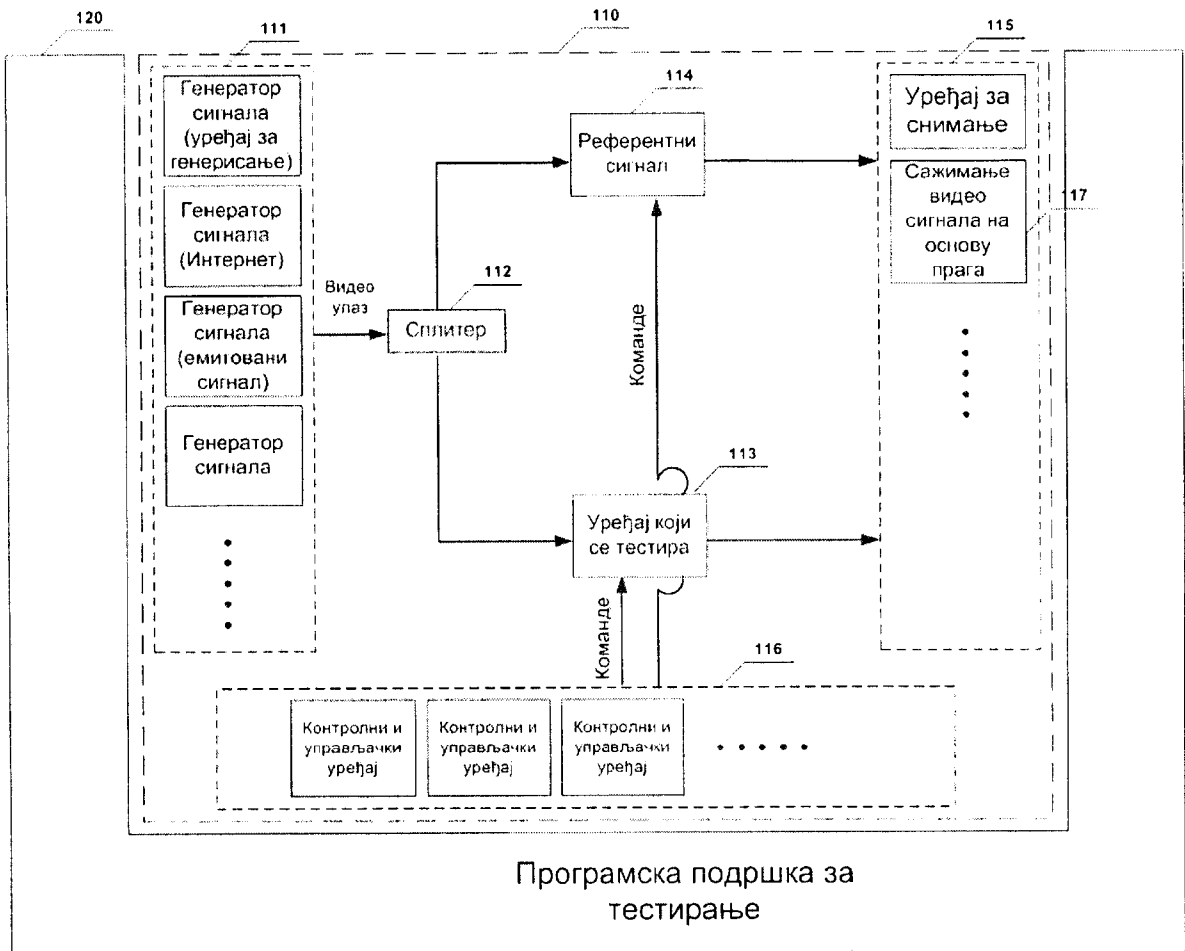 120
111
110
115
Генератор
сигнала
(уређај за
генерисање)
Генератор
сигнала
(Интернет)
Генератор
сигнала
(емитовани
сигнал)
Генератор
сигнала
Видео
улаз
112
Сплитер
114
Референтни
сигнал
Команде
113
Уређај који
се тестира
Команде
Уређај за
снимање
Сажимање
видео
сигнала на
основу
прага
17
116
Контролни и
управљачки
уређај
Контролни и
управљачки
уређај
Контролни и
управљачки
уређај
Програмска подршка за
тестирање